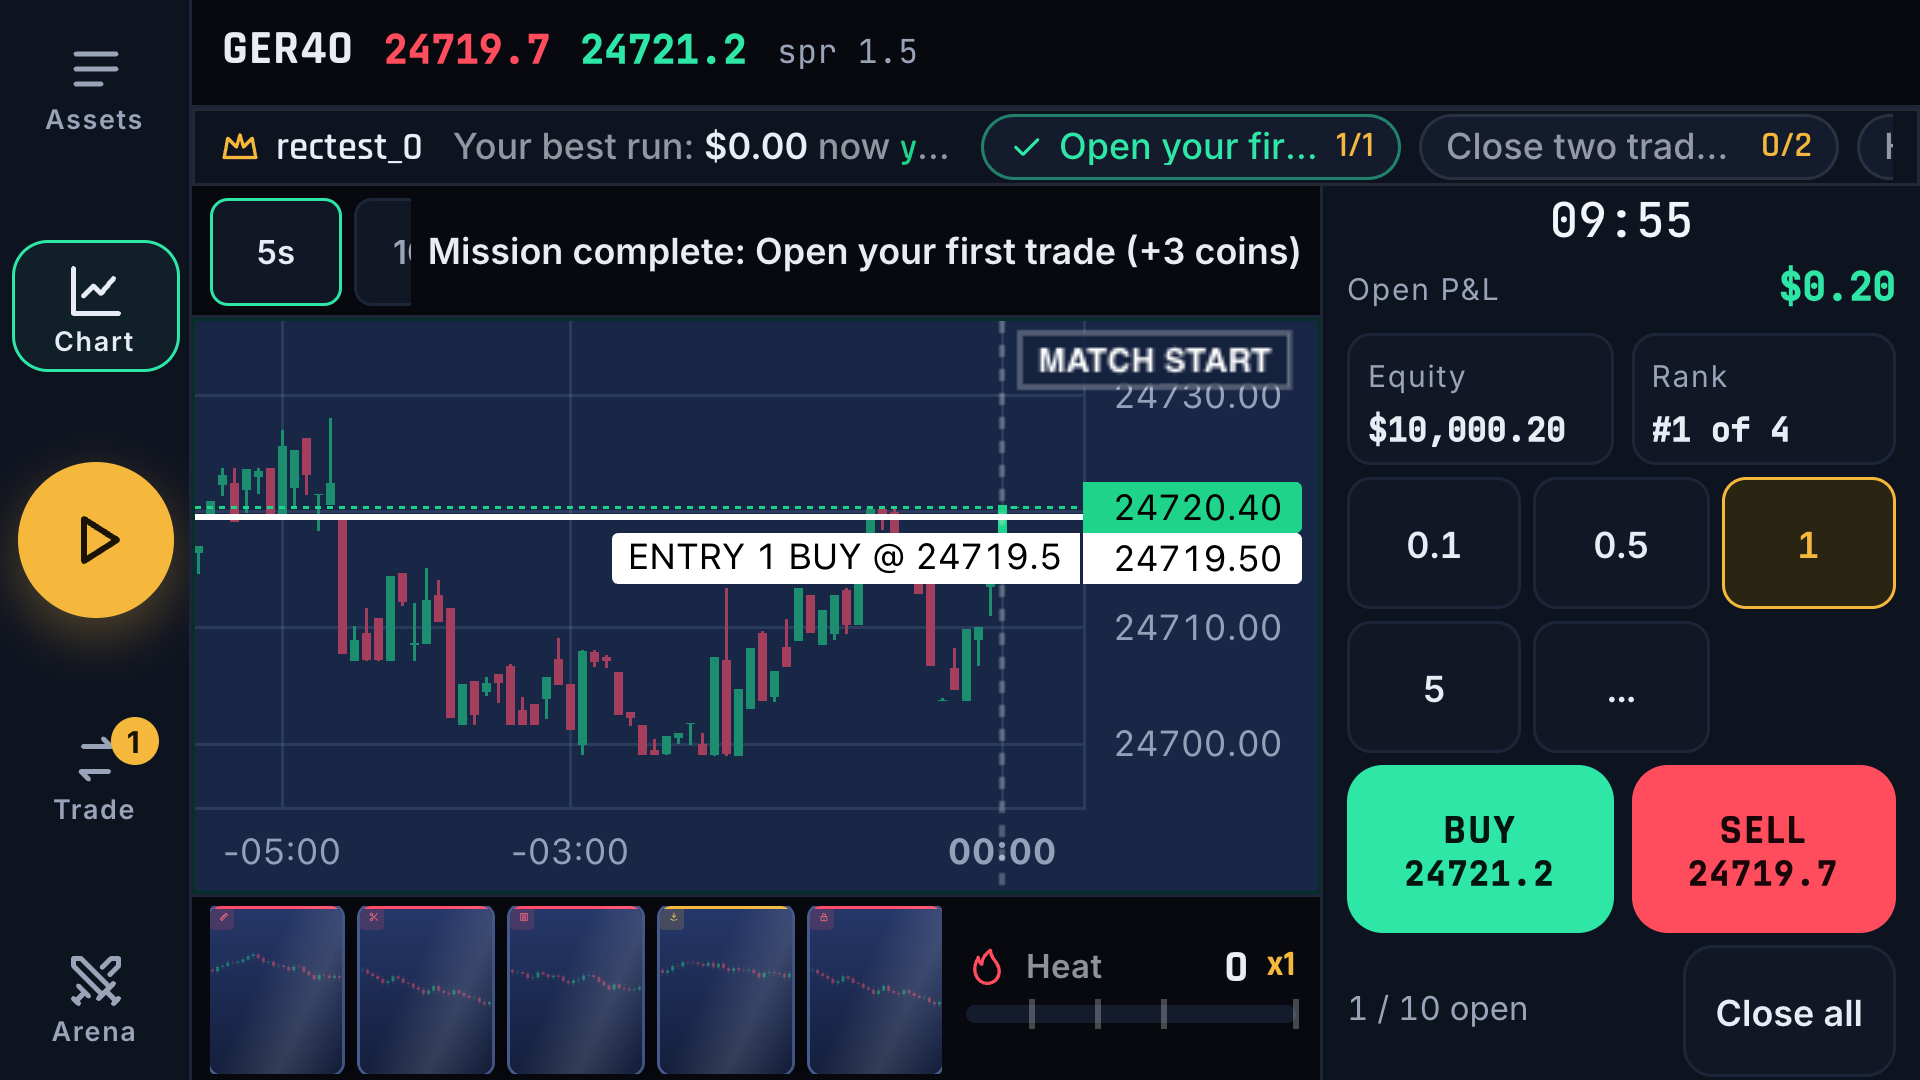 GER40 24719.7 24721.2 spr 1.5
Assets
rectest_0 Your best run: $0.00 now y... Open your fir... 1/1 Close two trad... 0/2
5s Mission complete: Open your first trade (+3 coins)
09:55
Open P&L $0.20
Chart
MATCH START
24730.00
Equity
$10,000.20
Rank
#1 of 4
24720.40
ENTRY 1 BUY @ 24719.5 24719.50
24710.00
24700.00
-05:00 -03:00 00:00
0.1 0.5 1
5 ...
1
Trade
BUY
24721.2
SELL
24719.7
Arena
Heat 0 x1
1 / 10 open
Close all